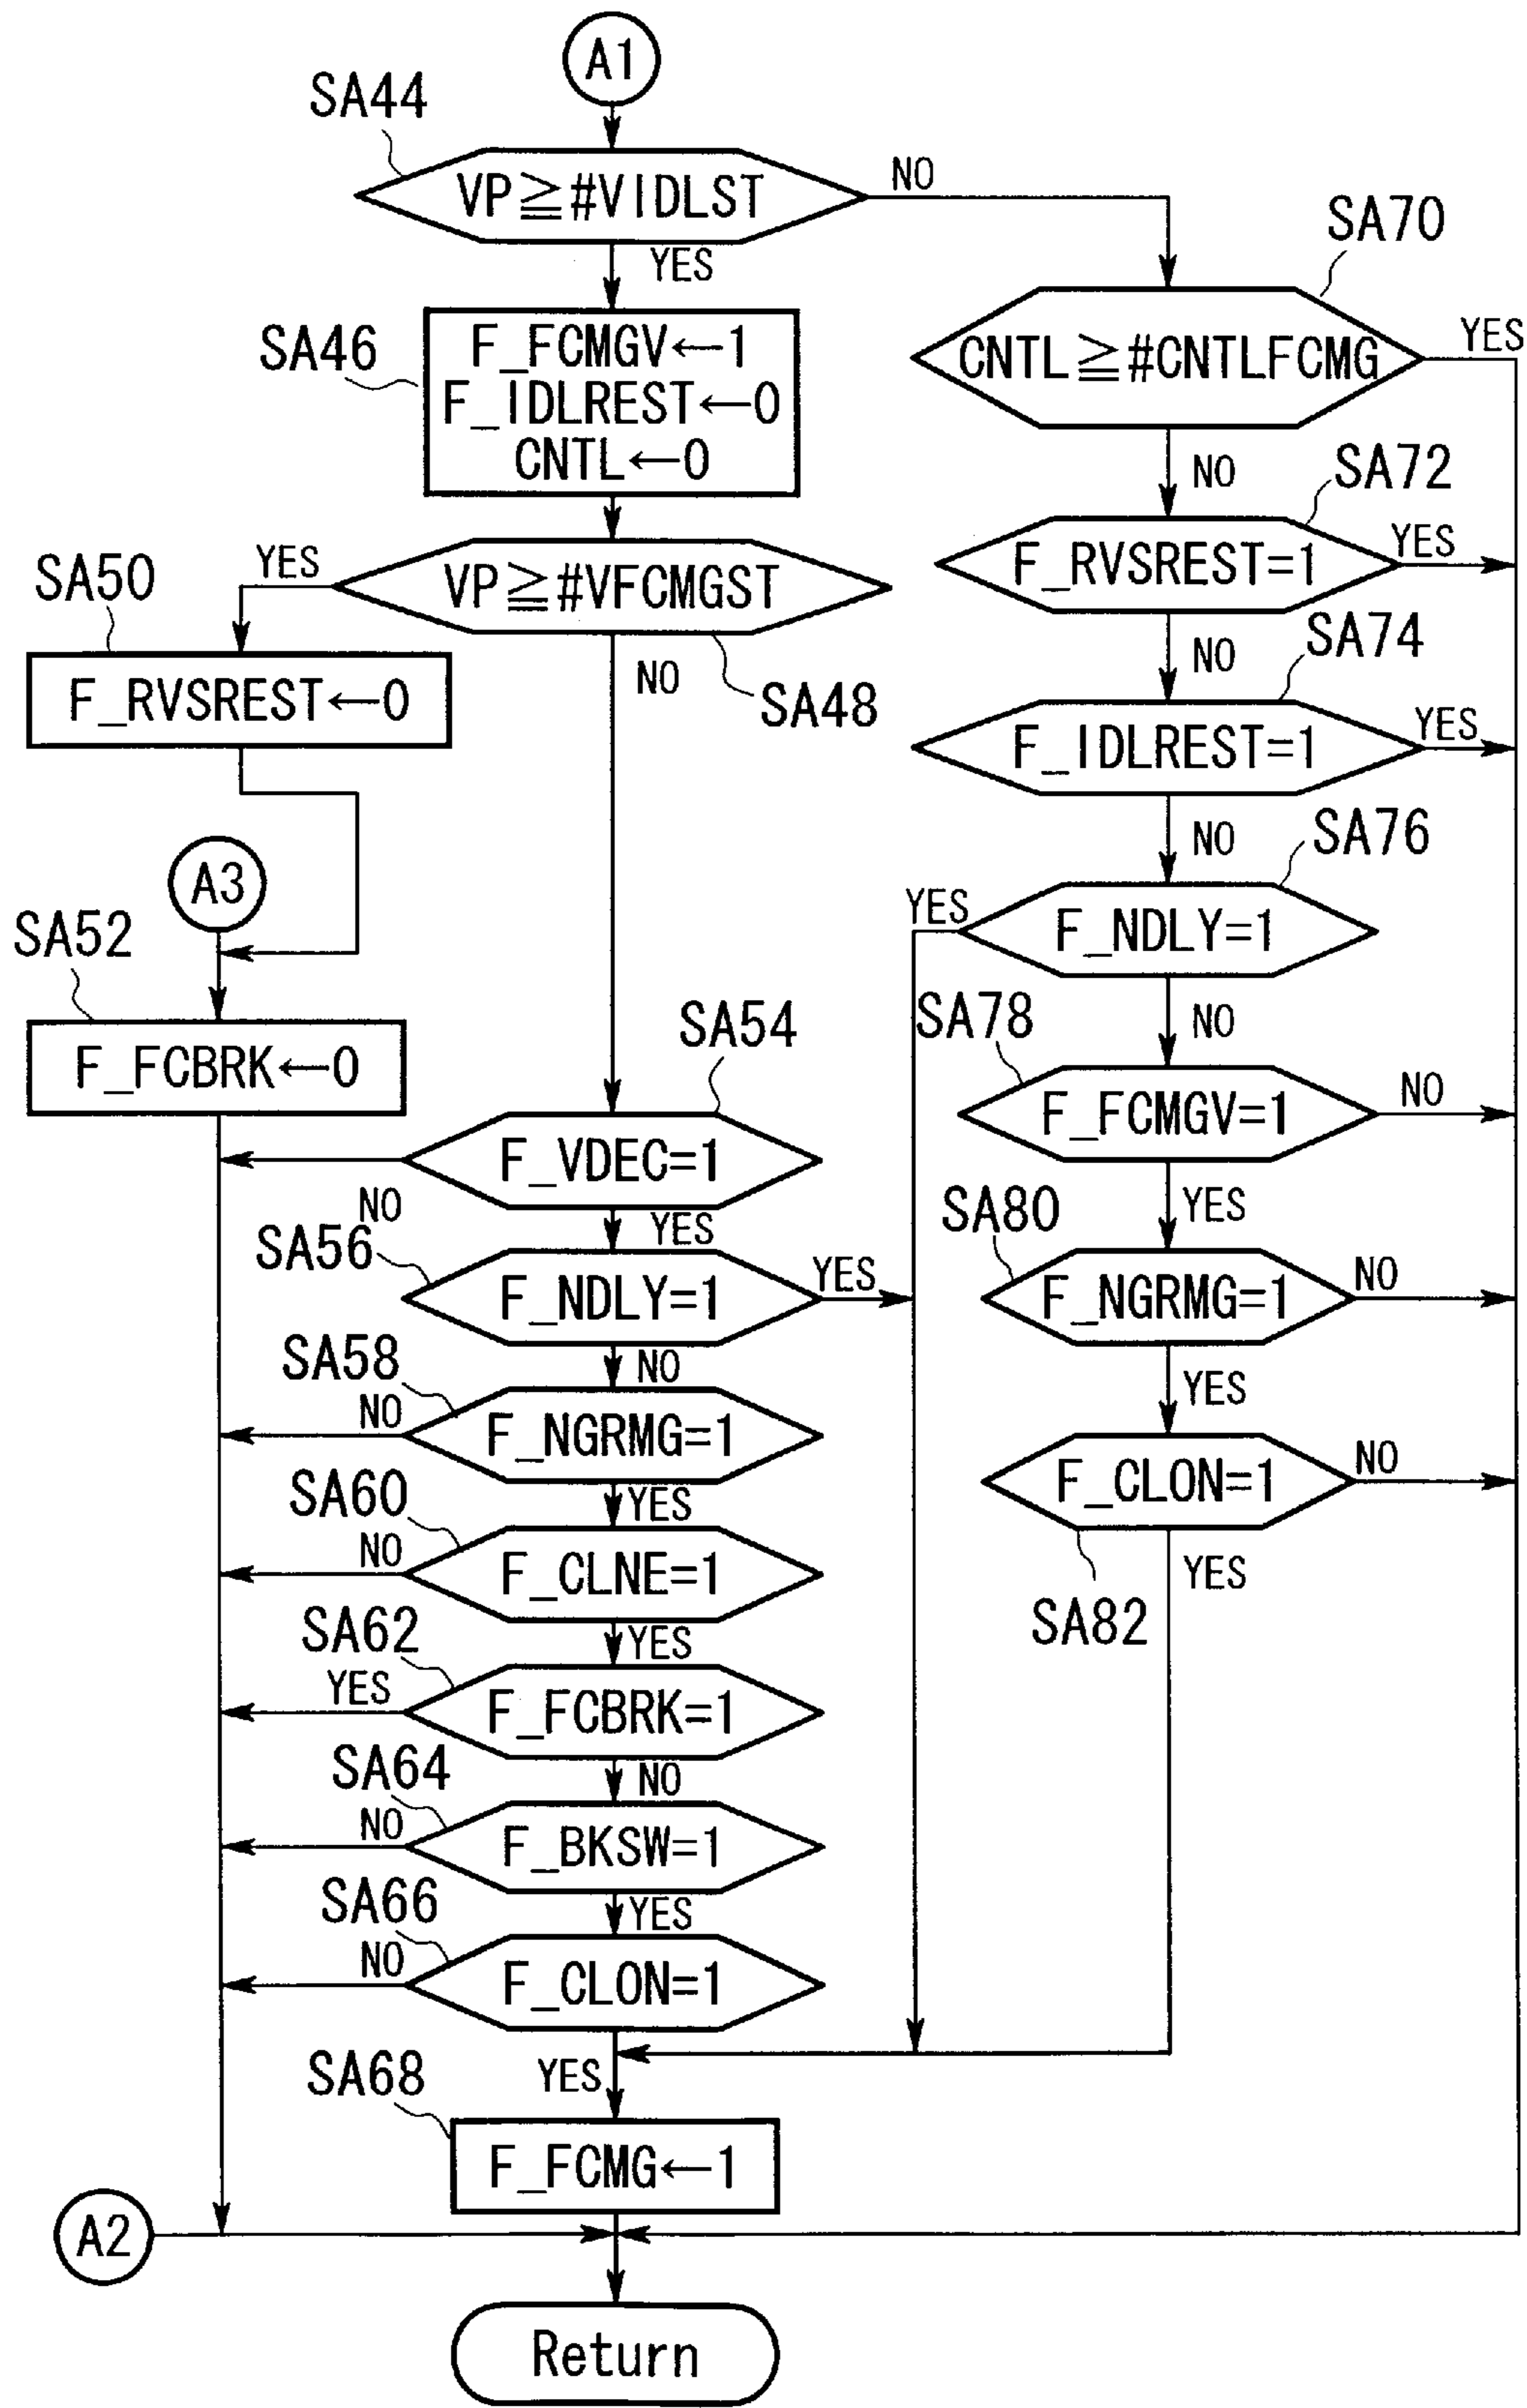 A1
SA44
VP≧#VIDLST
NO
YES
SA70
CNTL≧#CNTLFCMG
YES
NO
SA46
F_FCMGV←1
F_IDLREST←0
CNTL←0
SA72
F_RVSREST=1
YES
NO
SA50
YES
VP≧#VFCMGST
NO
SA48
F_RVSREST←0
SA74
F_IDLREST=1
YES
NO
A3
SA76
YES
F_NDLY=1
NO
SA52
F_FCBRK←0
SA78
F_FCMGV=1
NO
YES
SA54
F_VDEC=1
NO
YES
SA80
F_NGRMG=1
NO
YES
SA56
F_NDLY=1
YES
NO
SA58
NO
F_NGRMG=1
YES
F_CLON=1
NO
YES
SA82
SA60
NO
F_CLNE=1
YES
SA62
YES
F_FCBRK=1
NO
SA64
NO
F_BKSW=1
YES
SA66
NO
F_CLON=1
YES
SA68
F_FCMG←1
A2
Return